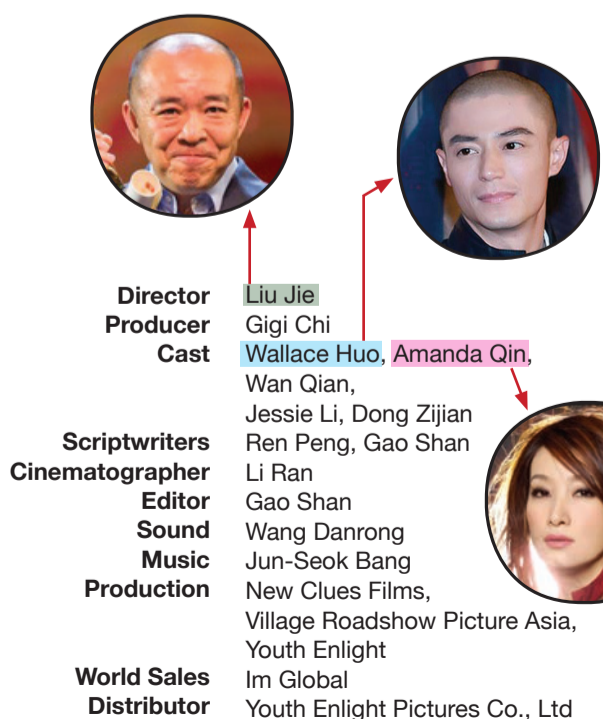 Director Liu Jie
Producer Gigi Chi
Cast Wallace Huo, Amanda Qin,
Wan Qian,
Jessie Li, Dong Zijian
Scriptwriters Ren Peng, Gao Shan
Cinematographer Li Ran
Editor Gao Shan
Sound Wang Danrong
Music Jun-Seok Bang
Production New Clues Films,
Village Roadshow Picture Asia,
Youth Enlight
World Sales Im Global
Distributor Youth Enlight Pictures Co., Ltd